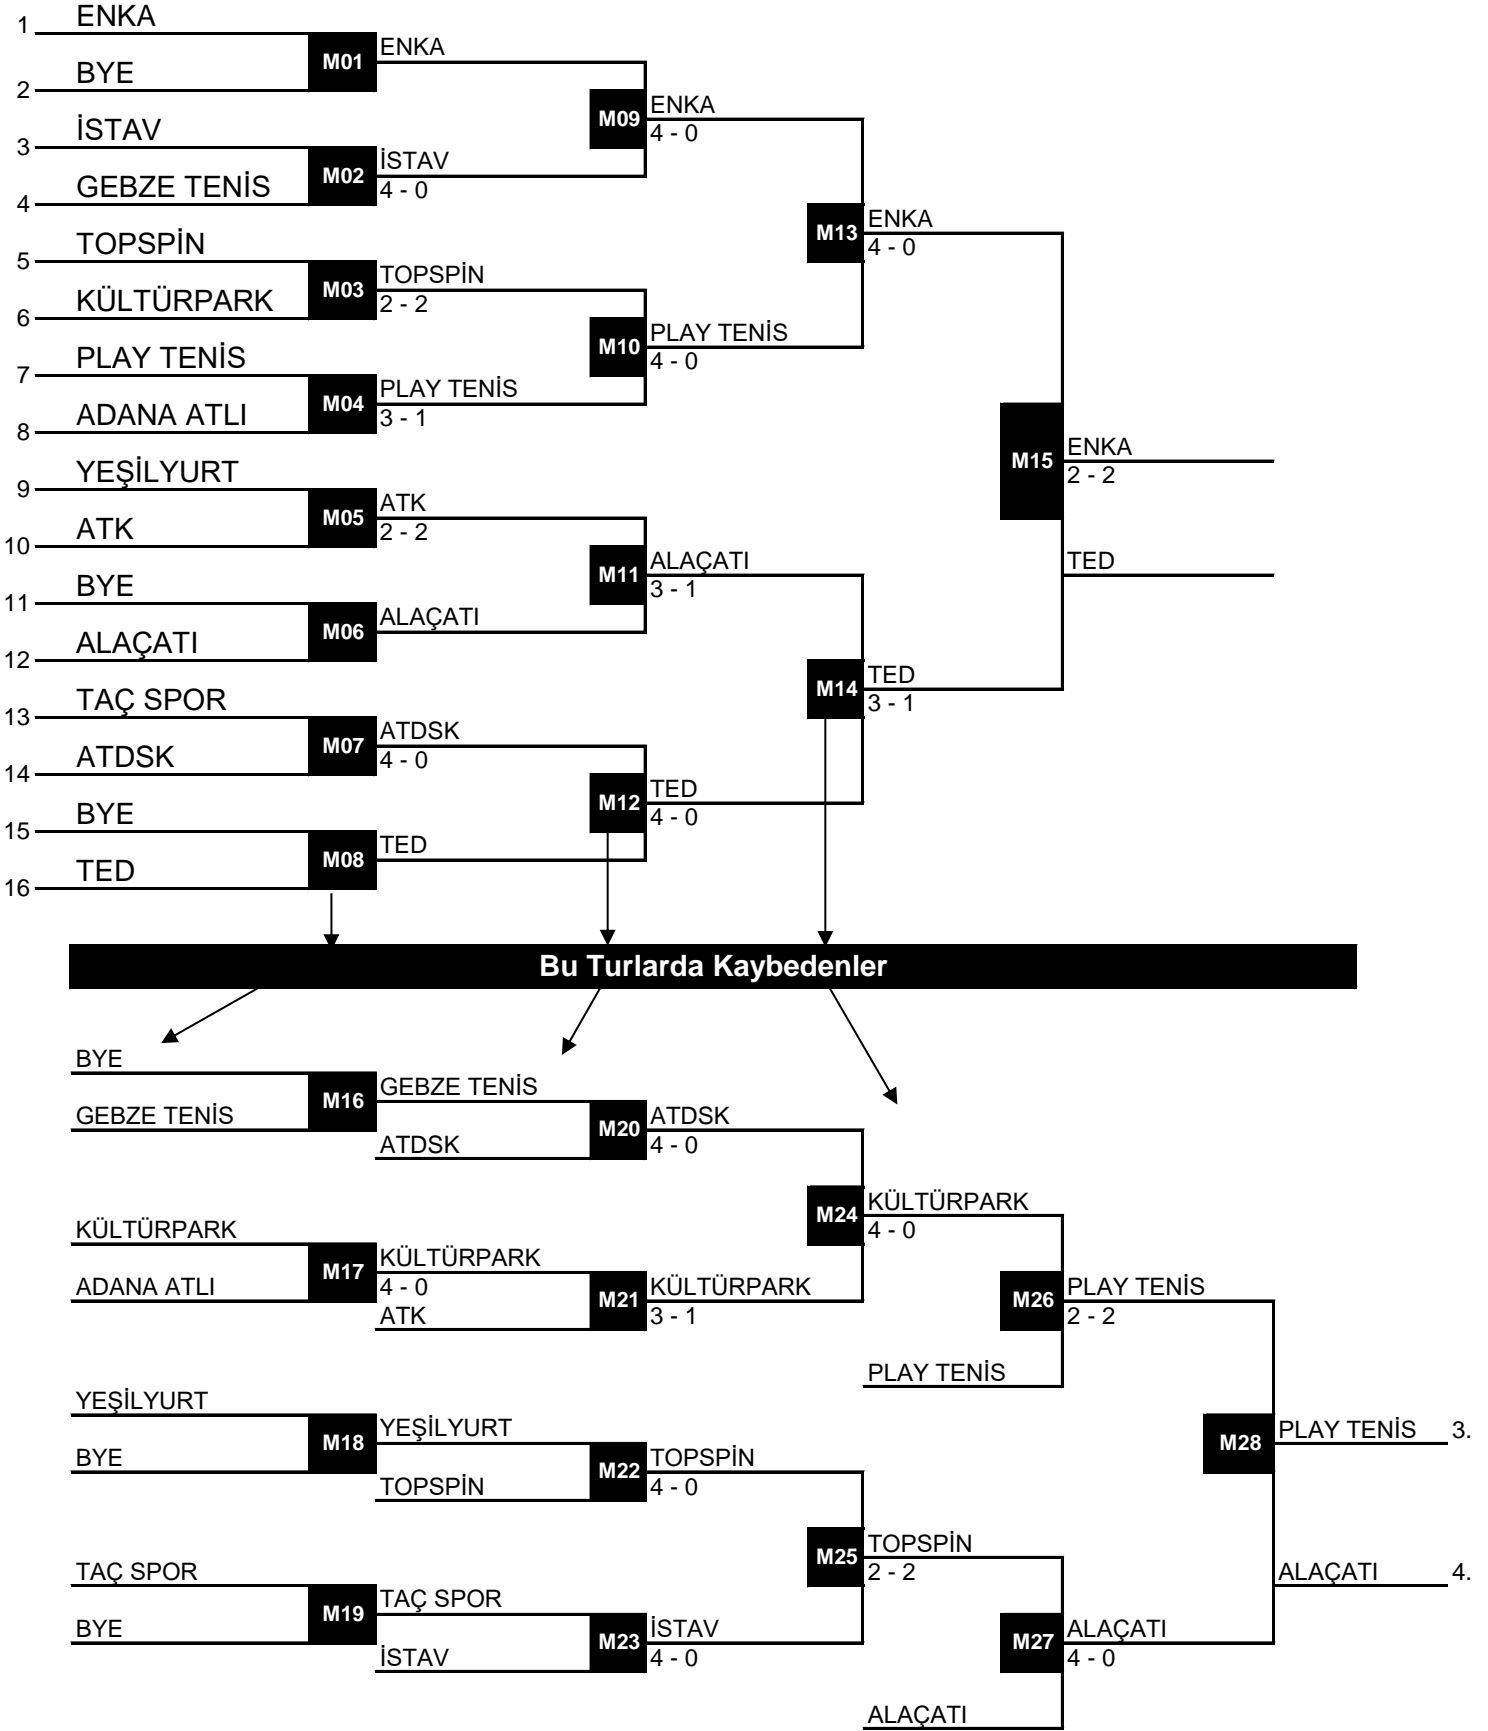 ENKA
1
M01
ENKA
BYE
2
M09
ENKA
4 - 0
İSTAV
3
M02
İSTAV
4 - 0
GEBZE TENİS
4
M13
ENKA
4 - 0
TOPSPİN
5
M03
TOPSPİN
2 - 2
KÜLTÜRPARK
6
M10
PLAY TENİS
4 - 0
PLAY TENİS
7
M04
PLAY TENİS
3 - 1
ADANA ATLI
8
M15
ENKA
2 - 2
YEŞİLYURT
9
M05
ATK
2 - 2
ATK
10
M11
ALAÇATI
3 - 1
TED
BYE
11
M06
ALAÇATI
ALAÇATI
12
M14
TED
3 - 1
TAÇ SPOR
13
M07
ATDSK
4 - 0
ATDSK
14
M12
TED
4 - 0
BYE
15
M08
TED
TED
16
Bu Turlarda Kaybedenler
BYE
M16
GEBZE TENİS
GEBZE TENİS
M20
ATDSK
4 - 0
ATDSK
M24
KÜLTÜRPARK
4 - 0
KÜLTÜRPARK
M17
KÜLTÜRPARK
4 - 0
ADANA ATLI
ATK
M21
KÜLTÜRPARK
3 - 1
M26
PLAY TENİS
2 - 2
PLAY TENİS
YEŞİLYURT
M18
YEŞİLYURT
BYE
M22
TOPSPİN
4 - 0
TOPSPİN
M28
PLAY TENİS
3.
M25
TOPSPİN
2 - 2
ALAÇATI
4.
TAÇ SPOR
M19
TAÇ SPOR
BYE
M23
İSTAV
4 - 0
İSTAV
M27
ALAÇATI
4 - 0
ALAÇATI